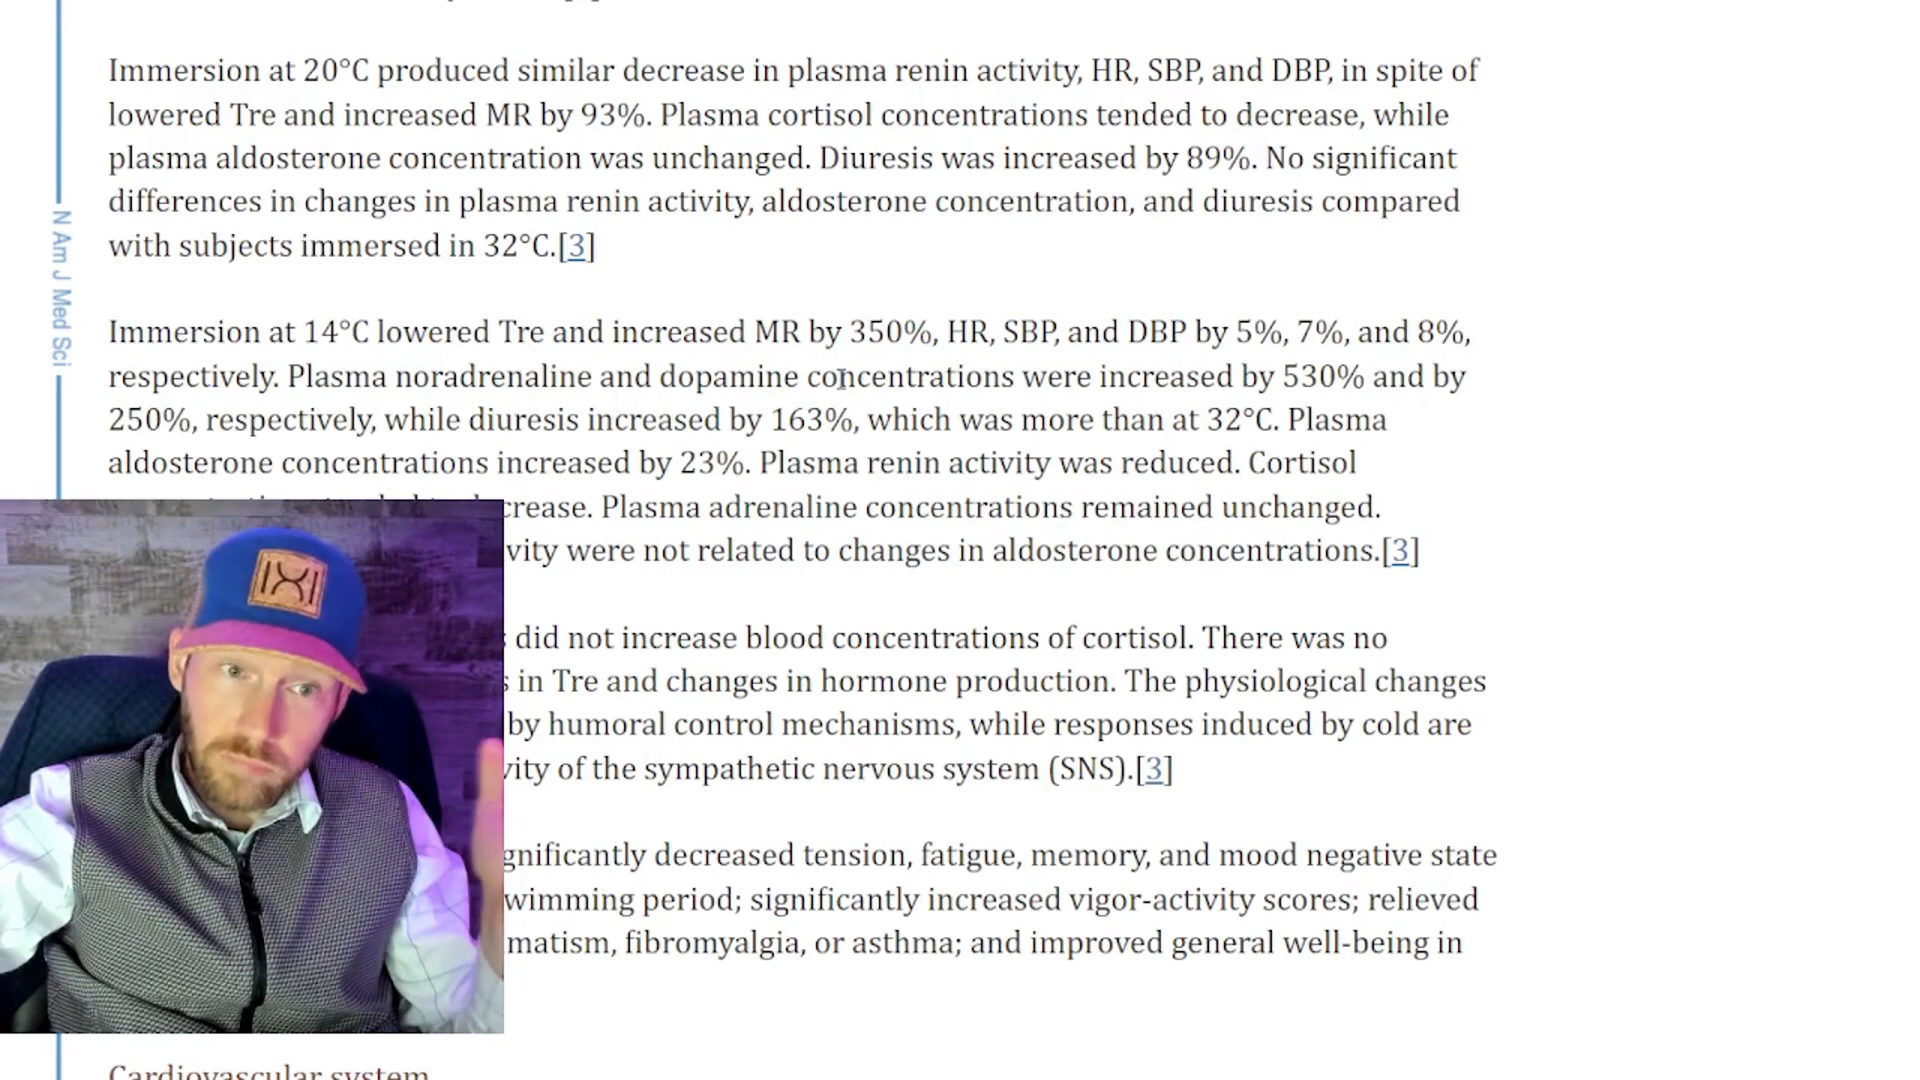 Immersion at 20°C produced similar decrease in plasma renin activity, HR, SBP, and DBP, in spite of
lowered Tre and increased MR by 93%. Plasma cortisol concentrations tended to decrease, while
plasma aldosterone concentration was unchanged. Diuresis was increased by 89%. No significant
differences in changes in plasma renin activity, aldosterone concentration, and diuresis compared
with subjects immersed in 32°C.[3]
N Am J Med Sci
Immersion at 14°C lowered Tre and increased MR by 350%, HR, SBP, and DBP by 5%, 7%, and 8%,
respectively. Plasma noradrenaline and dopamine concentrations were increased by 530% and by
250%, respectively, while diuresis increased by 163%, which was more than at 32°C. Plasma
aldosterone concentrations increased by 23%. Plasma renin activity was reduced. Cortisol
crease. Plasma adrenaline concentrations remained unchanged.
vity were not related to changes in aldosterone concentrations.[3]
did not increase blood concentrations of cortisol. There was no
in Tre and changes in hormone production. The physiological changes
by humoral control mechanisms, while responses induced by cold are
vity of the sympathetic nervous system (SNS).[3]
gnificantly decreased tension, fatigue, memory, and mood negative state
wimming period; significantly increased vigor-activity scores; relieved
matism, fibromyalgia, or asthma; and improved general well-being in
Cardiovascular system